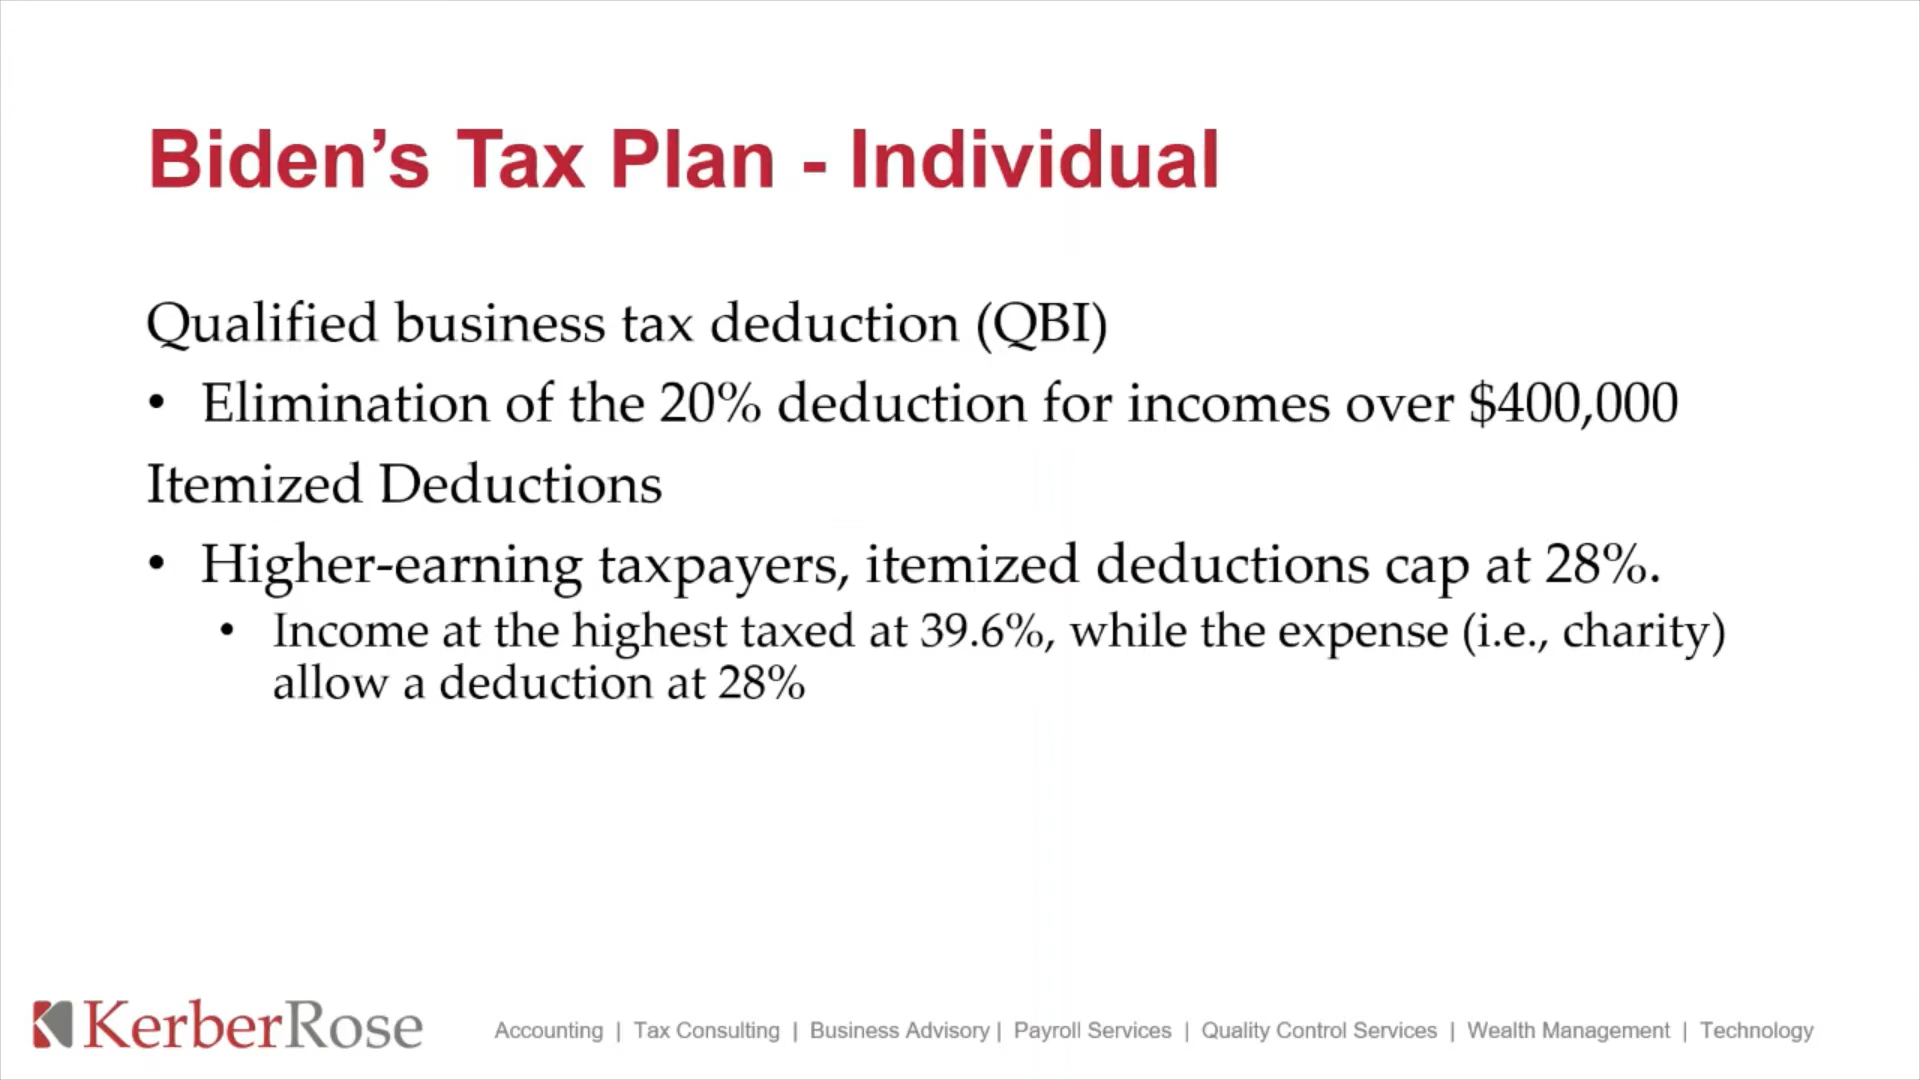 Biden’s Tax Plan - Individual
Qualified business tax deduction (QBI)
• Elimination of the 20% deduction for incomes over $400,000
Itemized Deductions
• Higher-earning taxpayers, itemized deductions cap at 28%.
• Income at the highest taxed at 39.6%, while the expense (i.e., charity)
allow a deduction at 28%
KerberRose
Accounting | Tax Consulting | Business Advisory | Payroll Services | Quality Control Services | Wealth Management | Technology